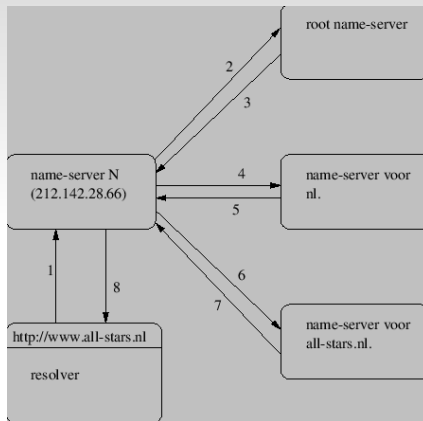 root name-server
2
3
name-server N
(212.142.28.66)
4
5
name-server voor
nl.
6
7
1
8
name-server voor
all-stars.nl.
http://www.all-stars.nl
resolver